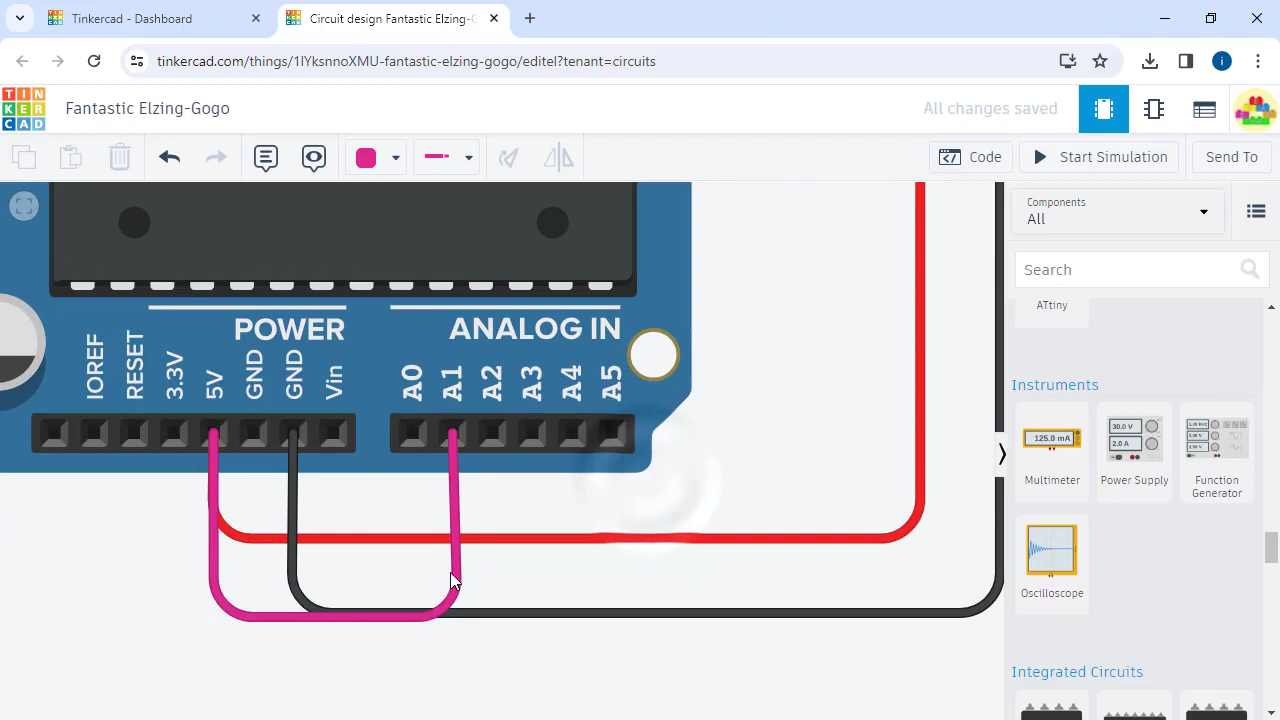 Tinkercad - Dashboard
Circuit design Fantastic Elzing-G
tinkercad.com/things/1lYksnnoXMU-fantastic-elzing-gogo/editel?tenant=circuits
i
TIN
KER
CAD
Fantastic Elzing-Gogo
All changes saved
Code
Start Simulation
Send To
Components
All
Search
ATtiny
POWER
ANALOG IN
IOREF
RESET
3.3V
5V
GND
GND
Vin
A0
A1
A2
A3
A4
A5
Instruments
125.0 mA
30.0 V
2.0 A
Multimeter
Power Supply
Function
Generator
Oscilloscope
Integrated Circuits